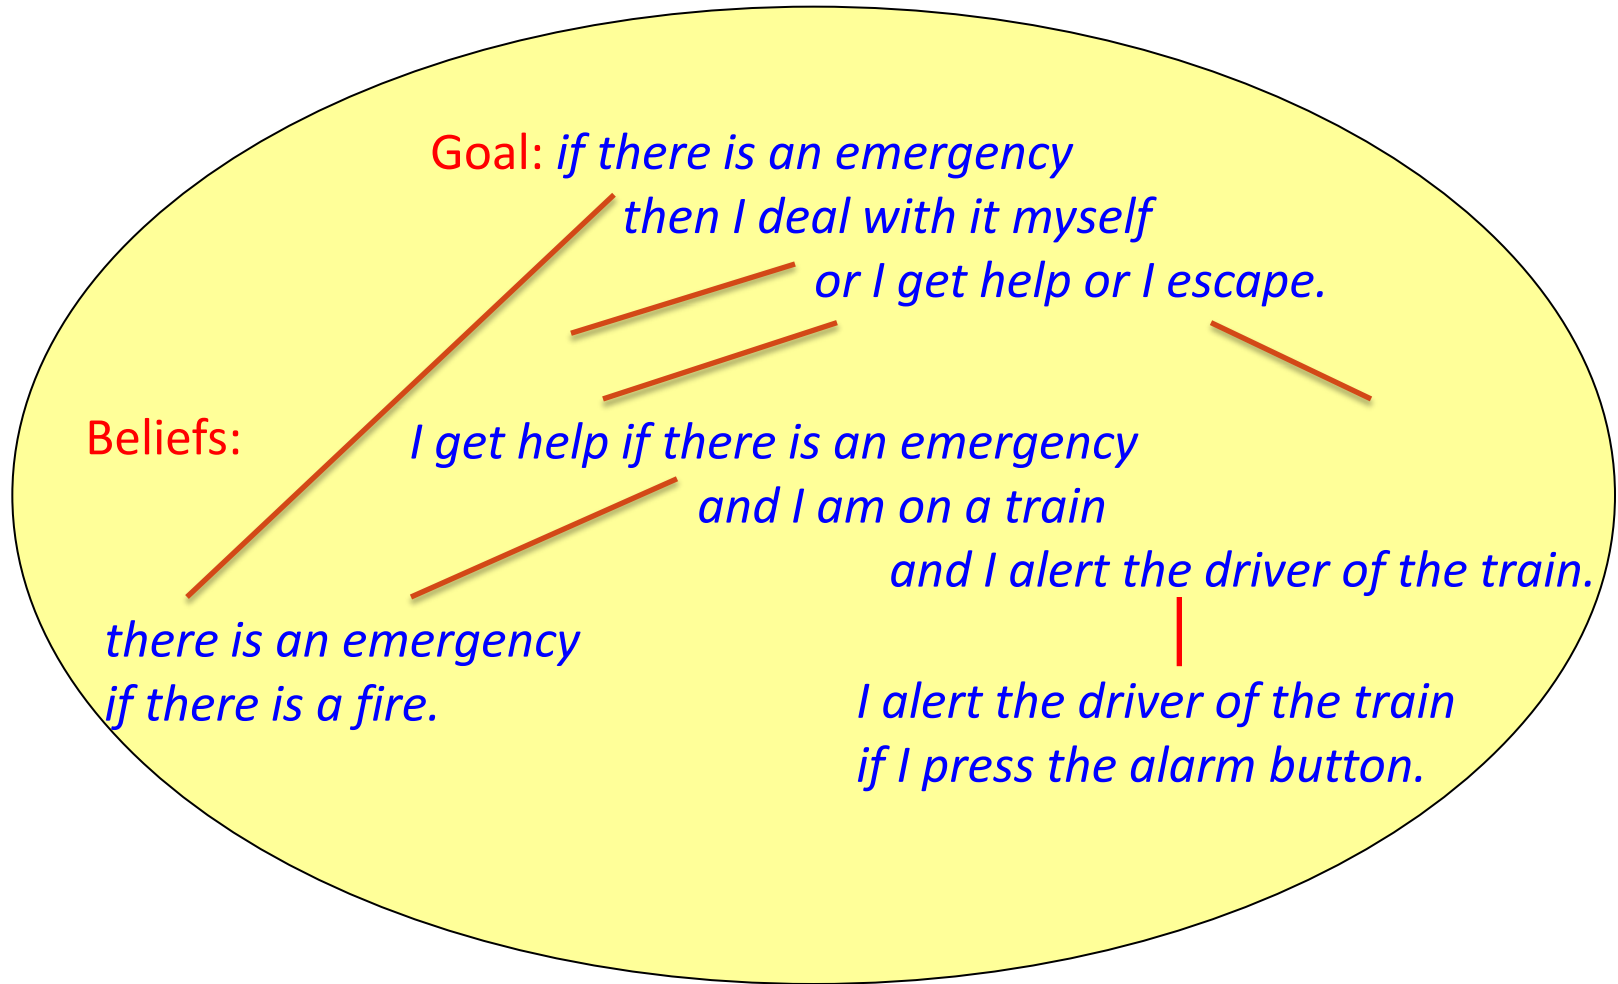 Goal: if there is an emergency
then I deal with it myself
or I get help or I escape.
Beliefs:
I get help if there is an emergency
and I am on a train
and I alert the driver of the train.
there is an emergency
if there is a fire.
I alert the driver of the train
if I press the alarm button.